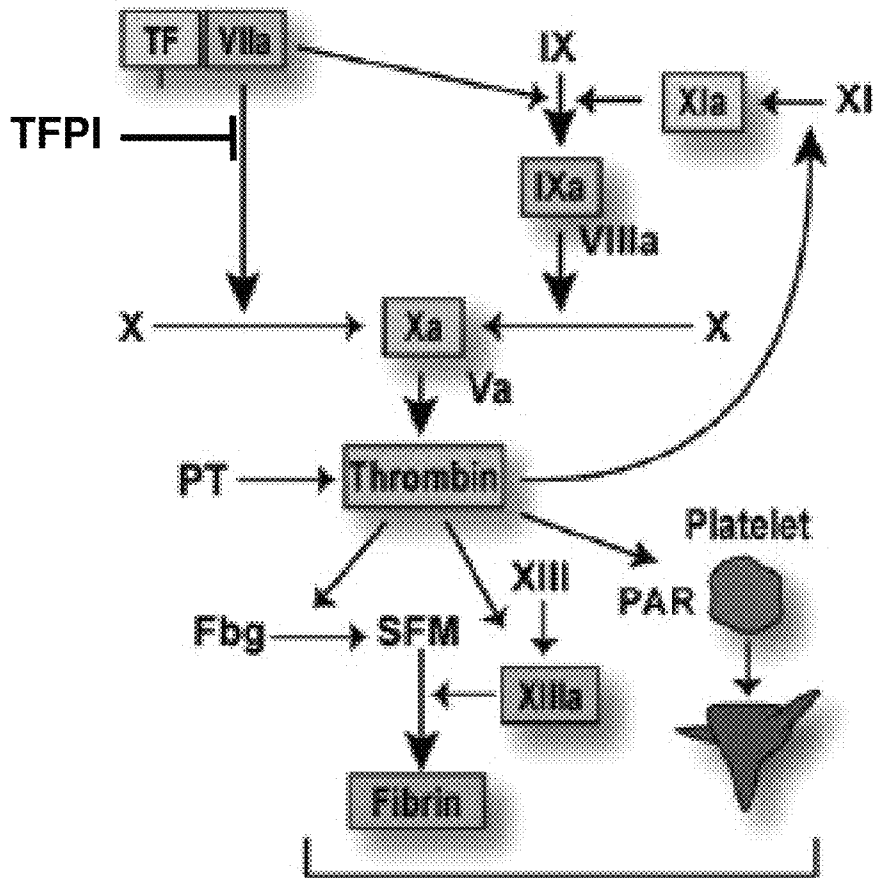 TF VIIa
IX
XIa
XI
TFPI
IXa
VIIIa
X
Xa
X
Va
PT
Thrombin
Platelet
XIII
PAR
Fbg
SFM
XIIIa
Fibrin